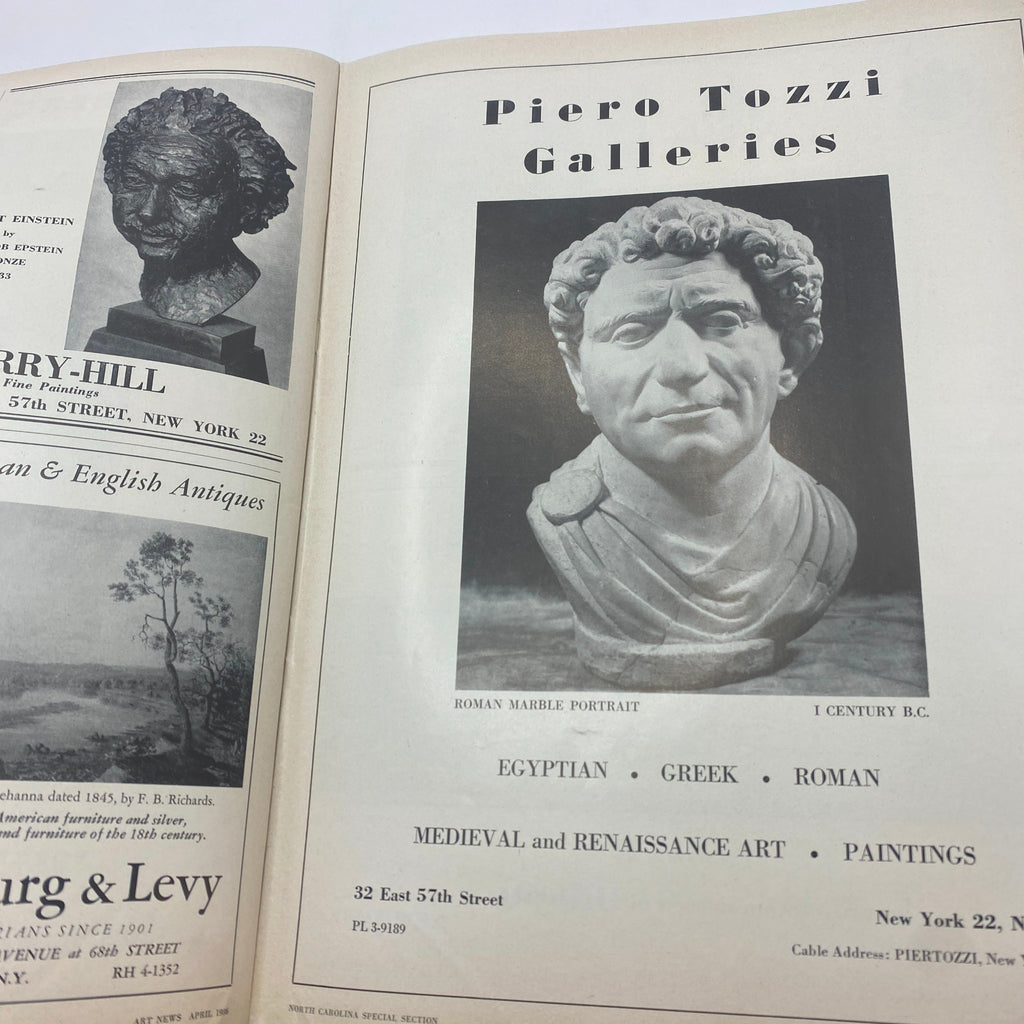 T EINSTEIN
by
B EPSTEIN
ONZE
33
RRY-HILL
Fine Paintings
57th STREET, NEW YORK 22
an & English Antiques
ehanna dated 1845, by F. B. Richards.
American furniture and silver,
nd furniture of the 18th century.
urg & Levy
RIANS SINCE 1901
VENUE at 68th STREET
N.Y. RH 4-1352
ART NEWS APRIL
Piero Tozzi
Galleries
ROMAN MARBLE PORTRAIT I CENTURY B.C.
EGYPTIAN • GREEK • ROMAN
MEDIEVAL and RENAISSANCE ART • PAINTINGS
32 East 57th Street
PL 3-9189
New York 22, N
Cable Address: PIERTOZZI, New Y
NORTH CAROLINA SPECIAL SECTION